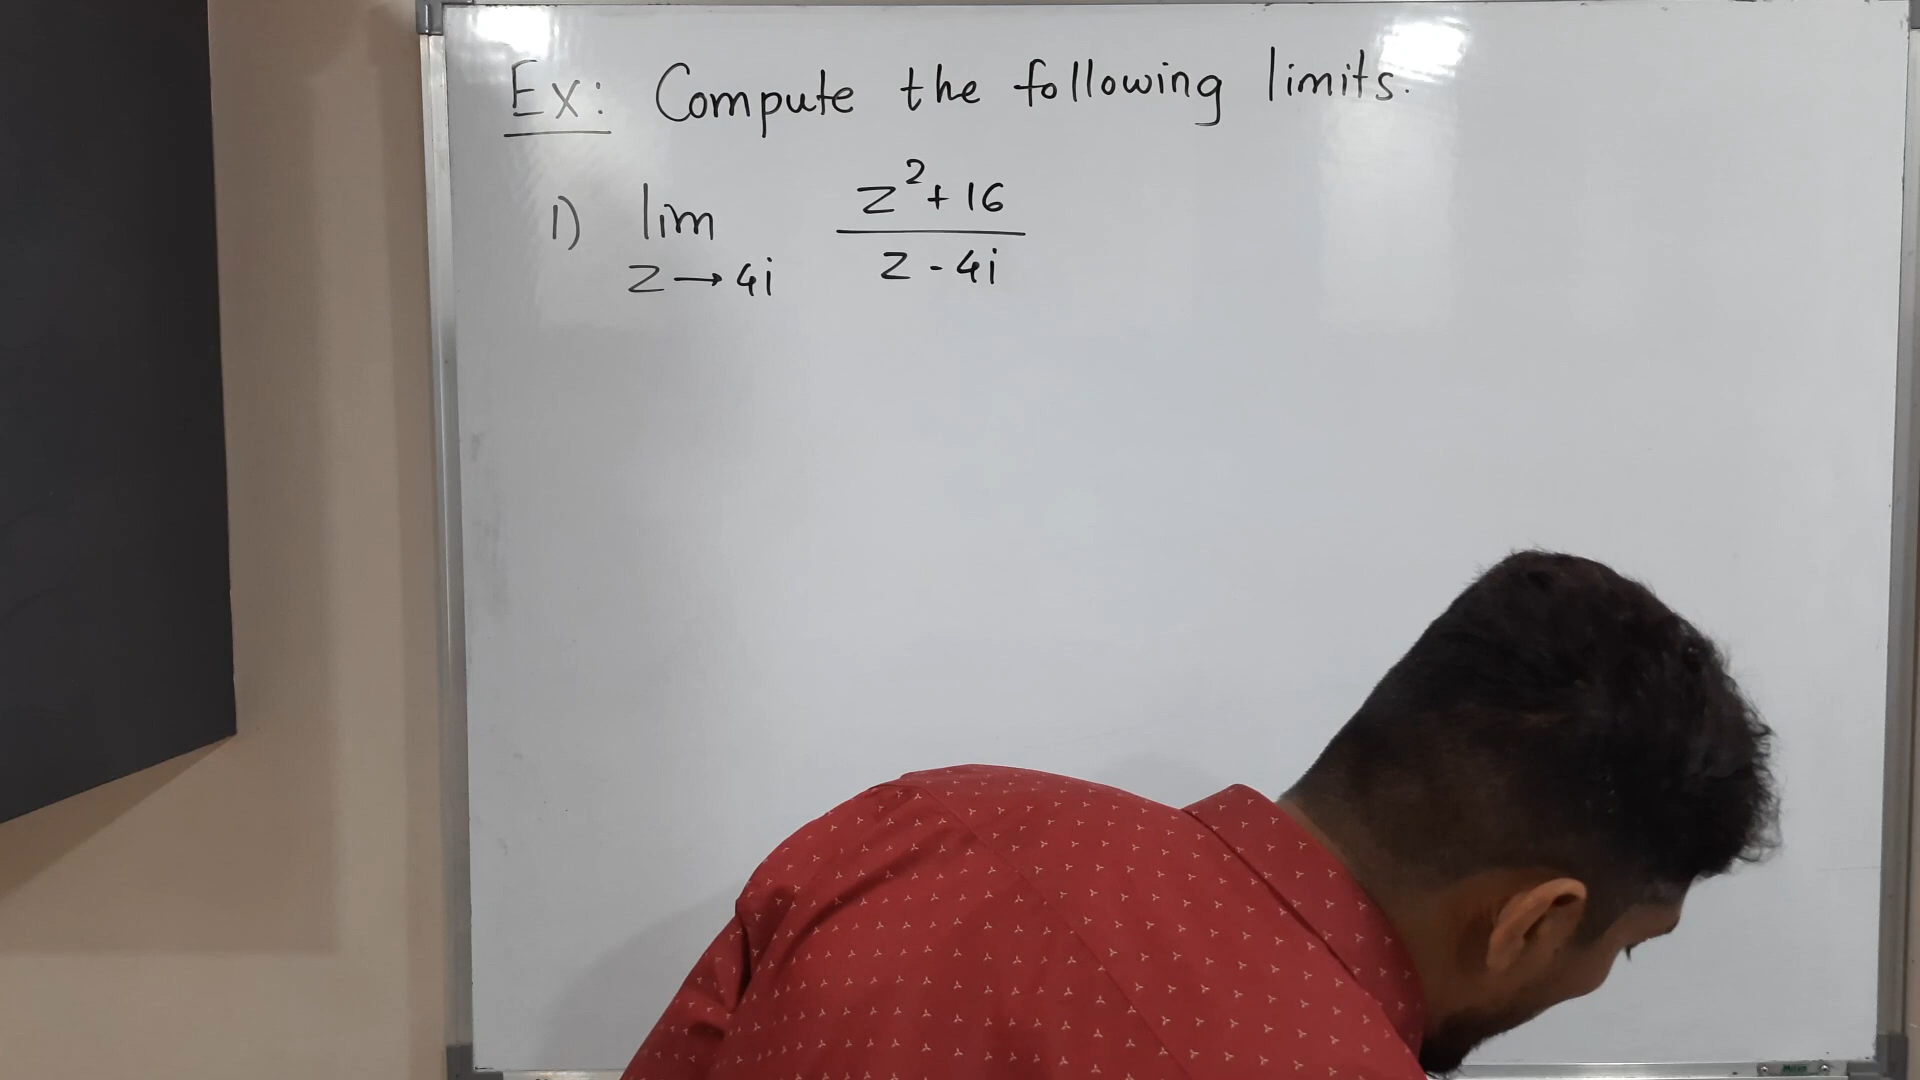 Ex: Compute the following limits.
1) lim z→4i (z²+16)/(z-4i)